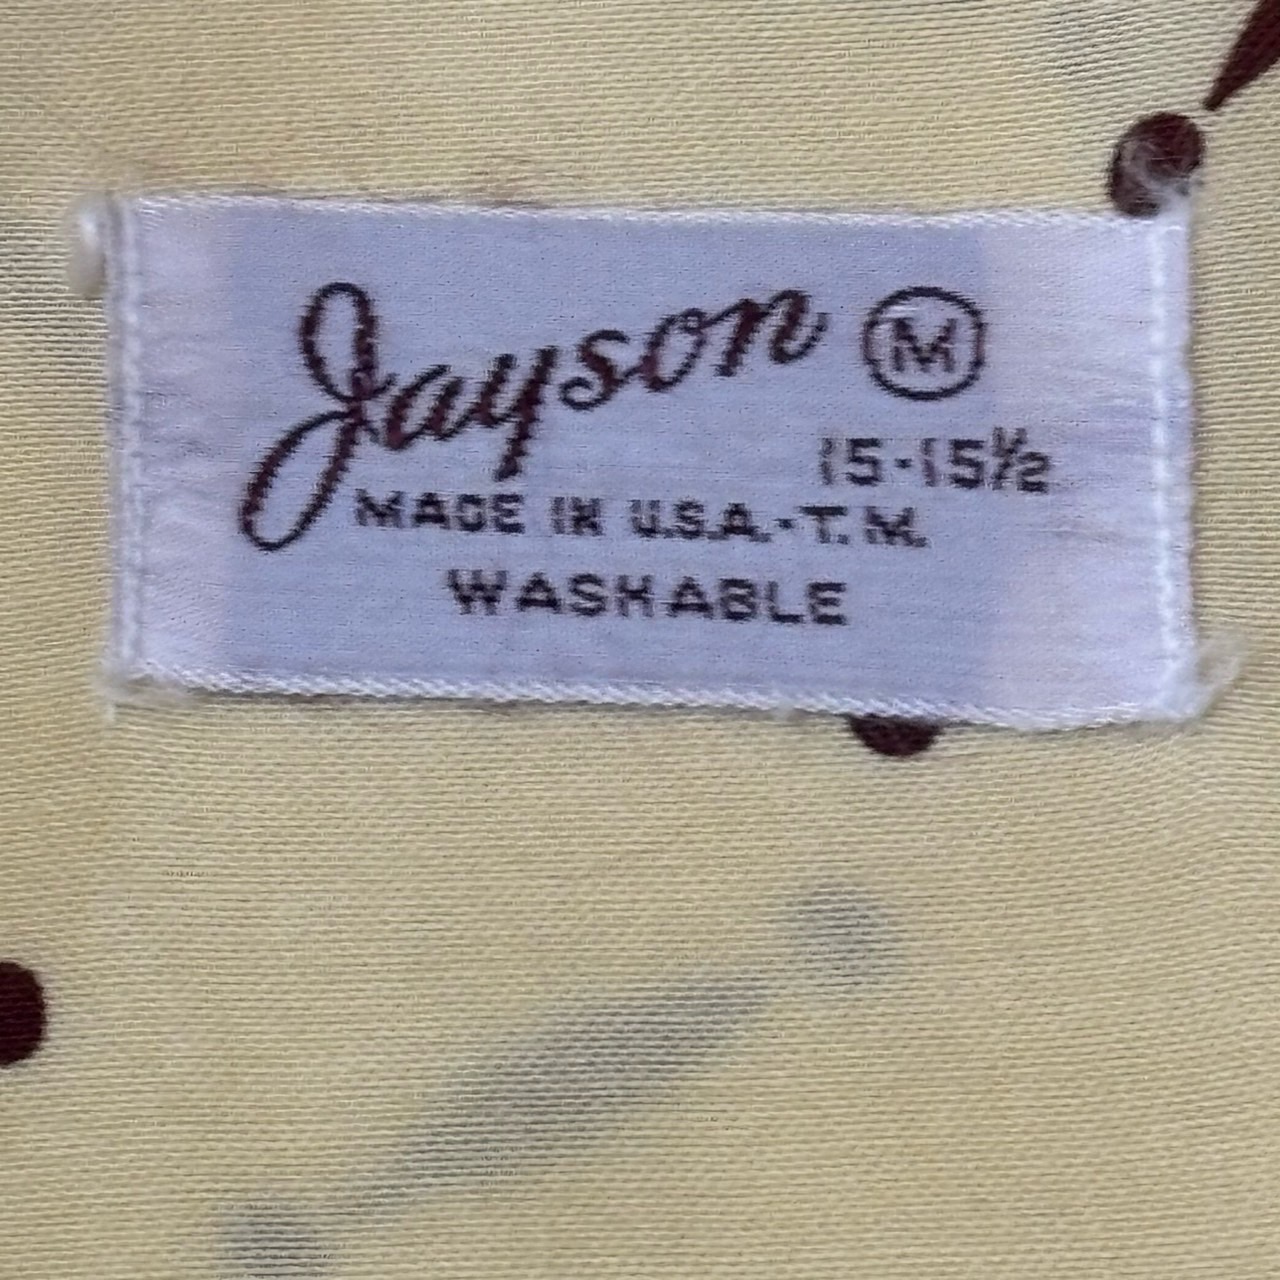 Jayson M
15-15½
MADE IN U.S.A.-T.M.
WASHABLE